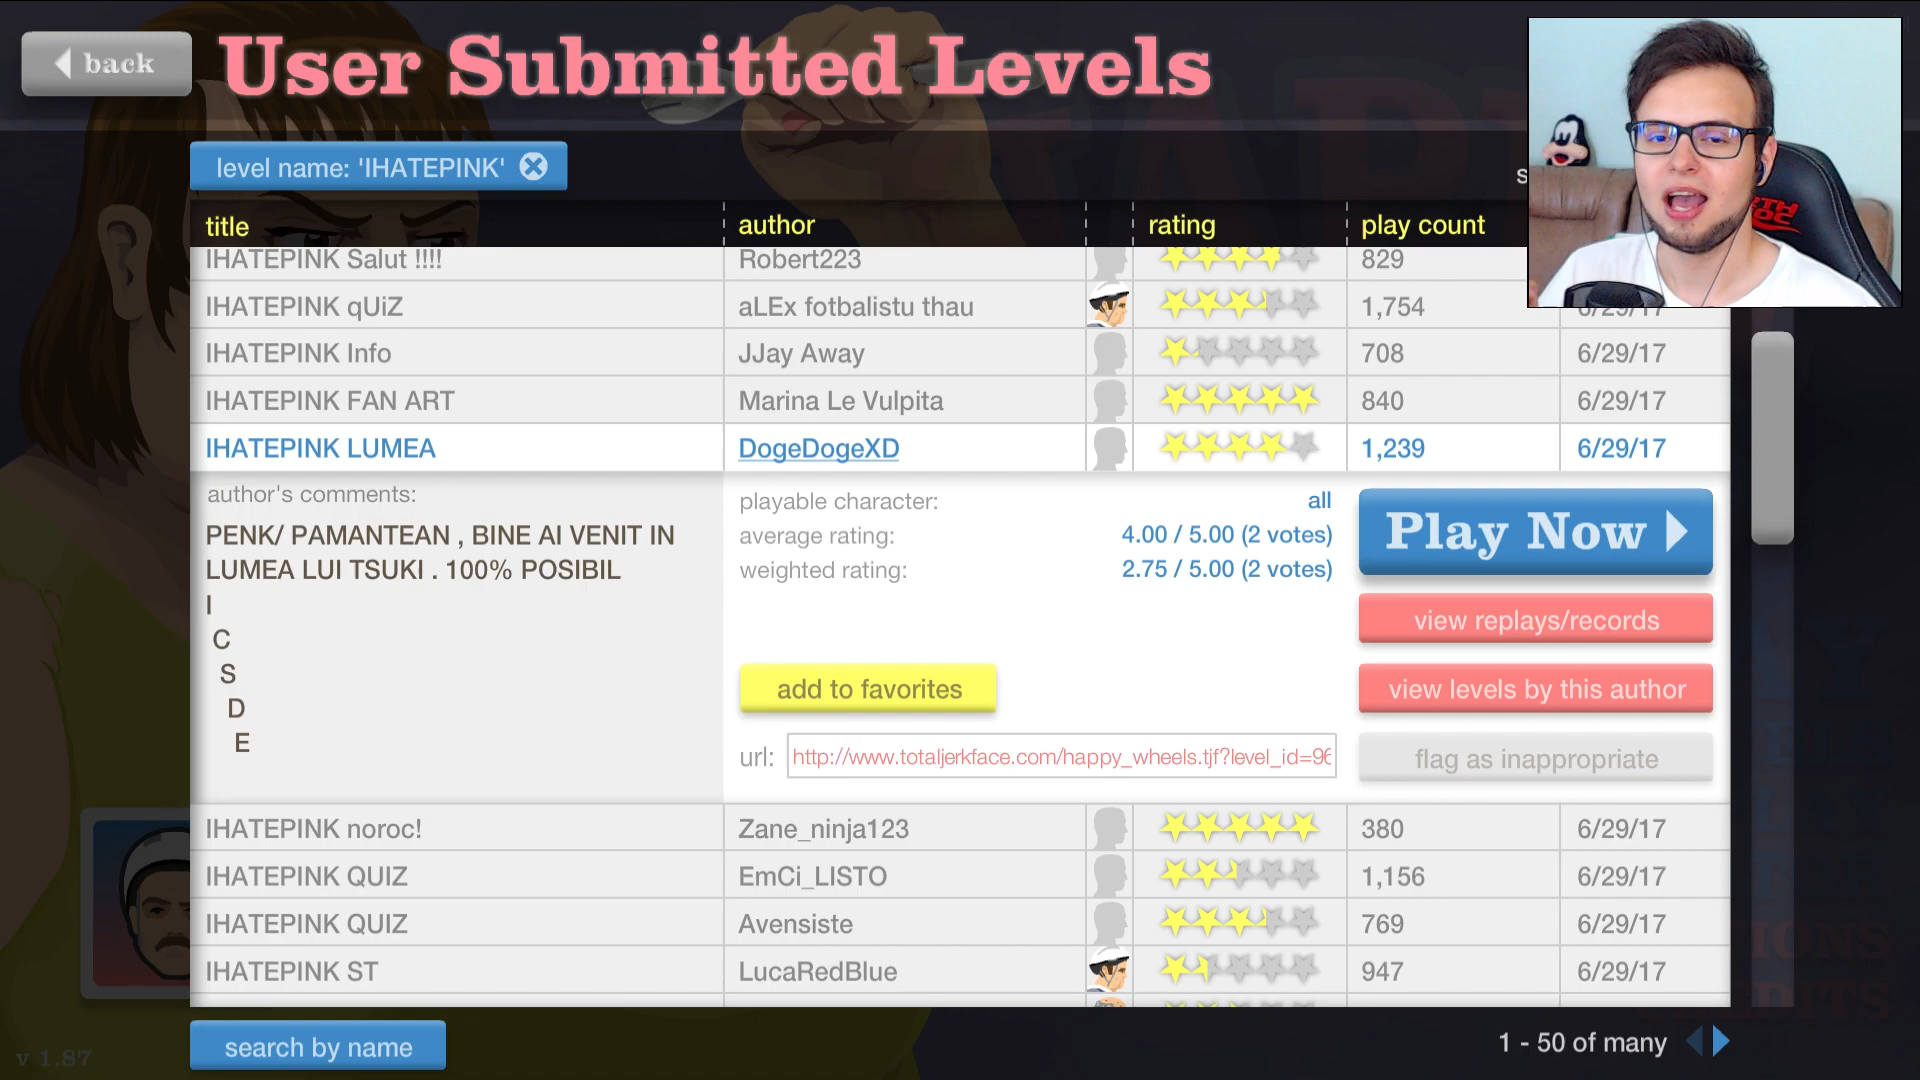 back
User Submitted Levels
level name: 'IHATEPINK'
title author rating play count
IHATEPINK Salut !!!! Robert223 829
IHATEPINK qUiZ aLEx fotbalistu thau 1,754 6/29/17
IHATEPINK Info JJay Away 708 6/29/17
IHATEPINK FAN ART Marina Le Vulpita 840 6/29/17
IHATEPINK LUMEA DogeDogeXD 1,239 6/29/17
author's comments:
PENK/ PAMANTEAN , BINE AI VENIT IN
LUMEA LUI TSUKI . 100% POSIBIL
I
C
S
D
E
playable character: all
average rating: 4.00 / 5.00 (2 votes)
weighted rating: 2.75 / 5.00 (2 votes)
add to favorites
url: http://www.totaljerkface.com/happy_wheels.tjf?level_id=96
Play Now
view replays/records
view levels by this author
flag as inappropriate
IHATEPINK noroc! Zane_ninja123 380 6/29/17
IHATEPINK QUIZ EmCi_LISTO 1,156 6/29/17
IHATEPINK QUIZ Avensiste 769 6/29/17
IHATEPINK ST LucaRedBlue 947 6/29/17
search by name
1 - 50 of many
v 1.87